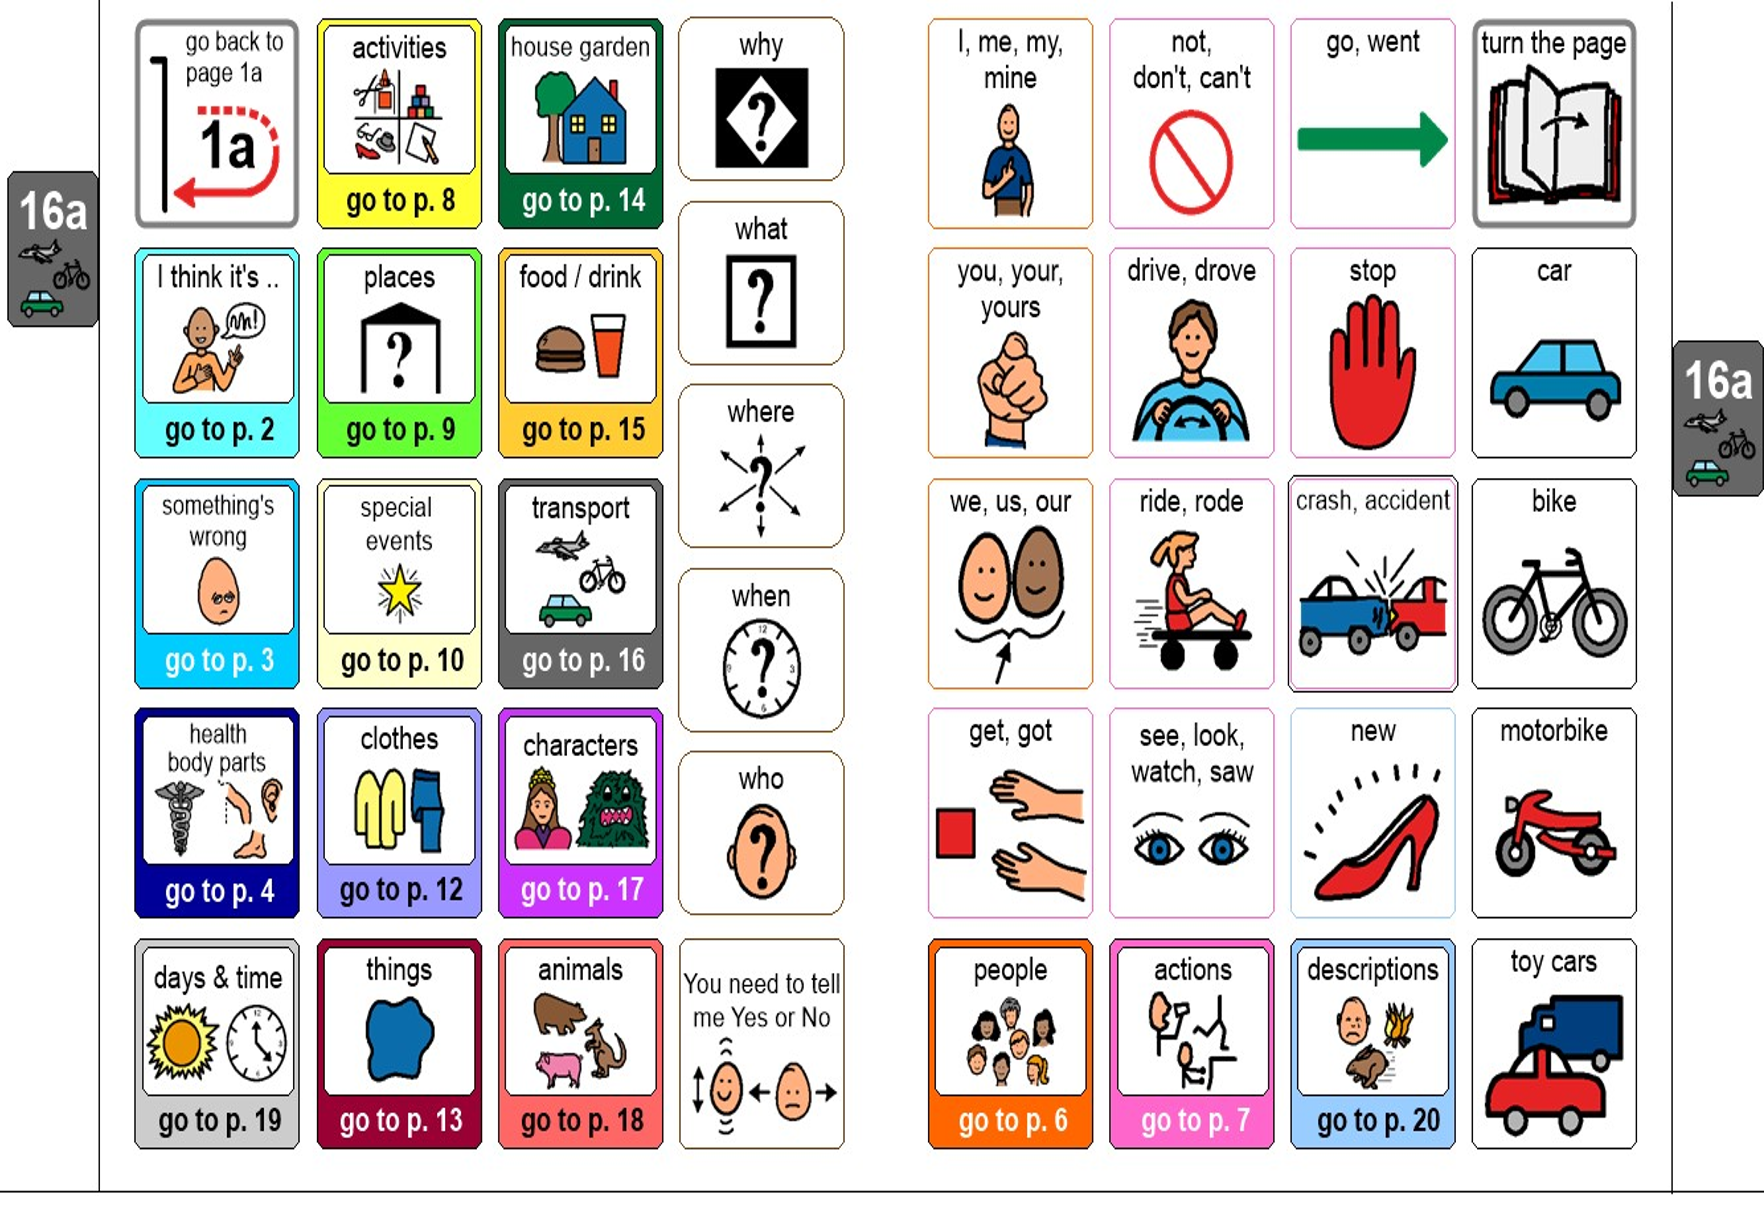 16a
go back to
page 1a
1a
activities
go to p. 8
house garden
go to p. 14
why
?
I think it's ..
go to p. 2
places
?
go to p. 9
food / drink
go to p. 15
what
?
something's
wrong
go to p. 3
special
events
go to p. 10
transport
go to p. 16
where
?
health
body parts
go to p. 4
clothes
go to p. 12
characters
go to p. 17
when
12
9
?
3
6
days & time
go to p. 19
things
go to p. 13
animals
go to p. 18
who
?
You need to tell
me Yes or No
I, me, my,
mine
not,
don't, can't
go, went
turn the page
you, your,
yours
drive, drove
stop
car
we, us, our
ride, rode
crash, accident
bike
get, got
see, look,
watch, saw
new
motorbike
people
go to p. 6
actions
go to p. 7
descriptions
go to p. 20
toy cars
16a